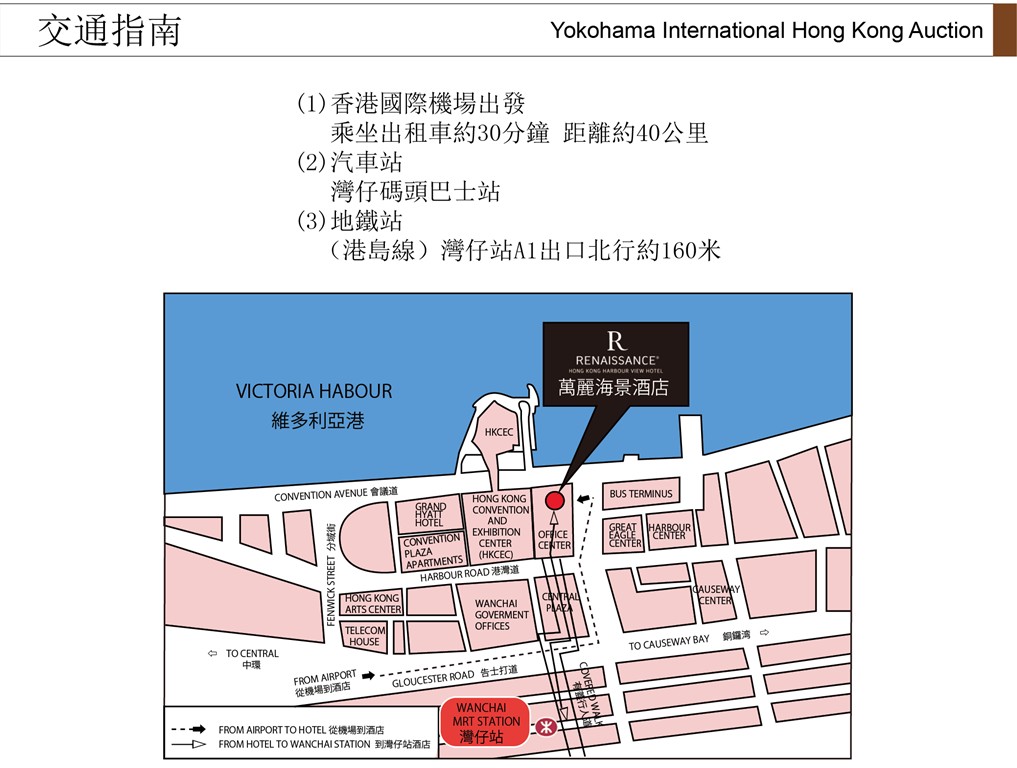 交通指南
Yokohama International Hong Kong Auction
(1)香港國際機場出發
乘坐出租車約30分鐘 距離約40公里
(2)汽車站
灣仔碼頭巴士站
(3)地鐵站
（港島線）灣仔站A1出口北行約160米
R
RENAISSANCE®
HONG KONG HARBOUR VIEW HOTEL
萬麗海景酒店
VICTORIA HABOUR
維多利亞港
HKCEC
CONVENTION AVENUE 會議道
GRAND
HYATT
HOTEL
HONG KONG
CONVENTION
AND
EXHIBITION
CENTER
(HKCEC)
BUS TERMINUS
OFFICE
CENTER
GREAT
EAGLE
CENTER
HARBOUR
CENTER
CONVENTION
PLAZA
APARTMENTS
FENWICK STREET 分域街
HARBOUR ROAD 港灣道
HONG KONG
ARTS CENTER
WANCHAI
GOVERMENT
OFFICES
CENTRAL
PLAZA
CAUSEWAY
CENTER
TELECOM
HOUSE
TO CENTRAL
中環
TO CAUSEWAY BAY 銅鑼湾
FROM AIRPORT
從機場到酒店
GLOUCESTER ROAD 告士打道
COVERED WALK
WANCHAI
MRT STATION
灣仔站
FROM AIRPORT TO HOTEL 從機場到酒店
FROM HOTEL TO WANCHAI STATION 到灣仔站酒店